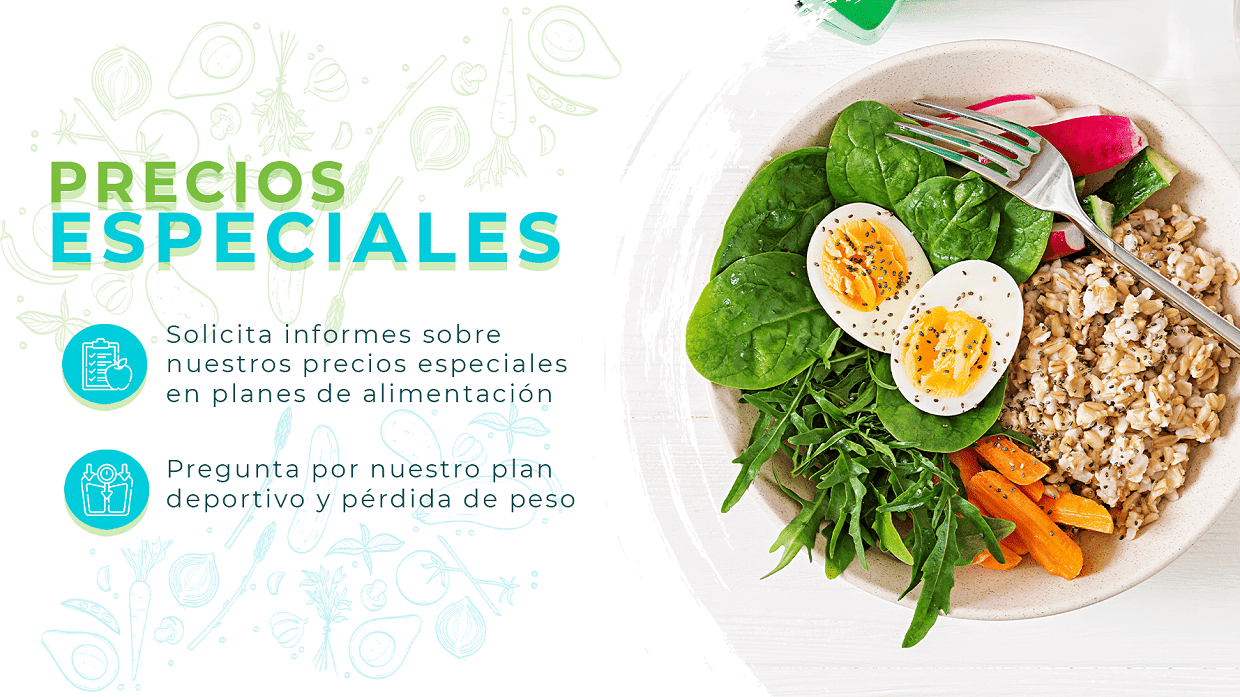 PRECIOS
ESPECIALES
Solicita informes sobre
nuestros precios especiales
en planes de alimentación
Pregunta por nuestro plan
deportivo y pérdida de peso